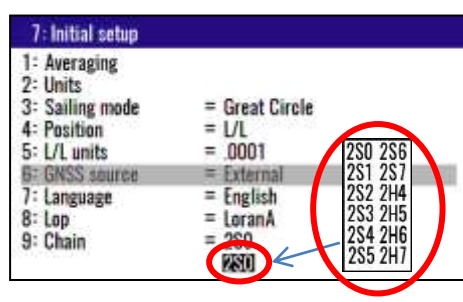 7: Initial setup
1: Averaging
2: Units
3: Sailing mode = Great Circle
4: Position = L/L
5: L/L units = .0001
6: GNSS source = External
7: Language = English
8: Lop = LoranA
9: Chain = 2S0
2S0
2S0 2S6
2S1 2S7
2S2 2H4
2S3 2H5
2S4 2H6
2S5 2H7